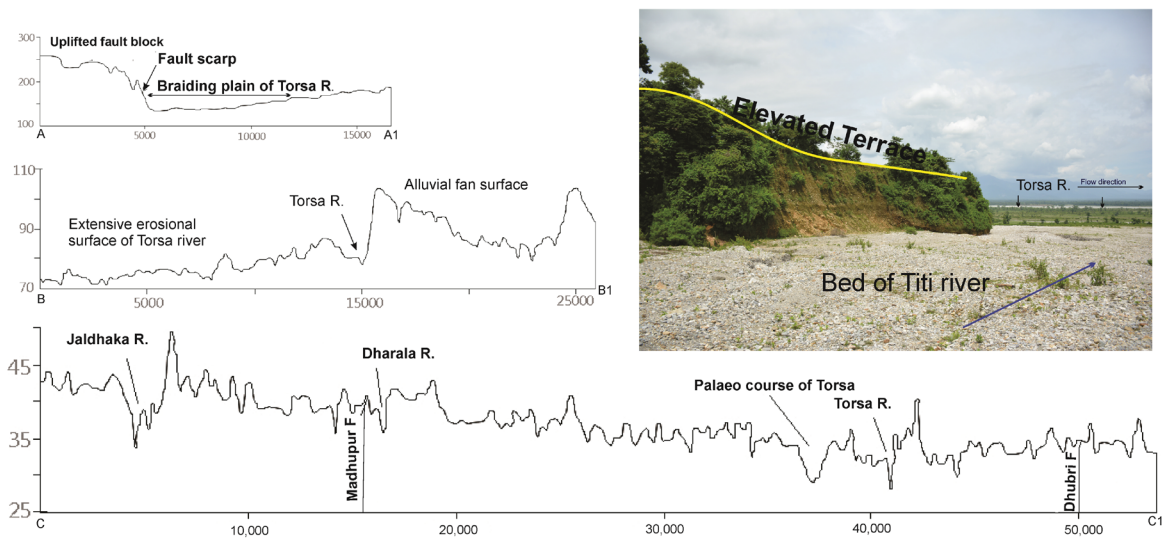 Uplifted fault block
Fault scarp
Braiding plain of Torsa R.
300
200
100
A
5000
10000
15000
A1
110
90
70
Extensive erosional
surface of Torsa river
Torsa R.
Alluvial fan surface
B
5000
15000
25000
B1
Elevated Terrace
Torsa R.
Flow direction
Bed of Titi river
45
35
25
Jaldhaka R.
Madhupur F.
Dharala R.
Palaeo course of Torsa
Torsa R.
Dhubri F.
C
10,000
20,000
30,000
40,000
50,000
C1